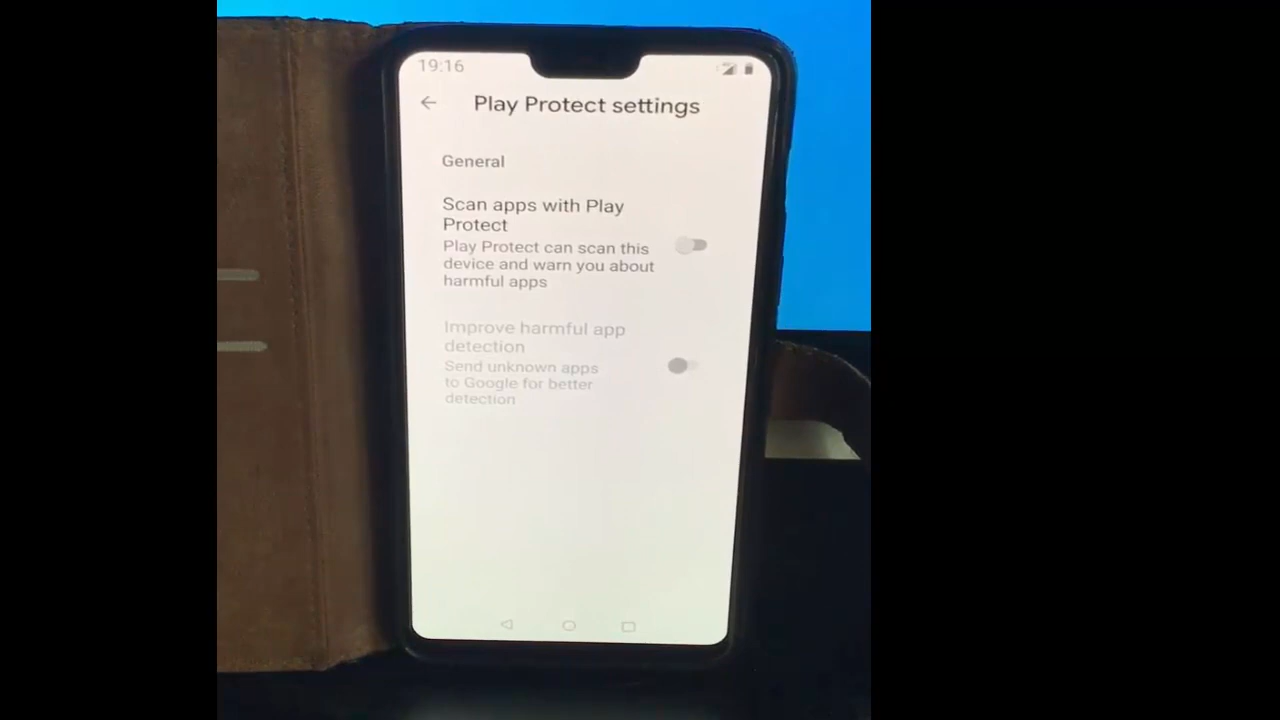 19:16
Play Protect settings
General
Scan apps with Play
Protect
Play Protect can scan this
device and warn you about
harmful apps
Improve harmful app
detection
Send unknown apps
to Google for better
detection